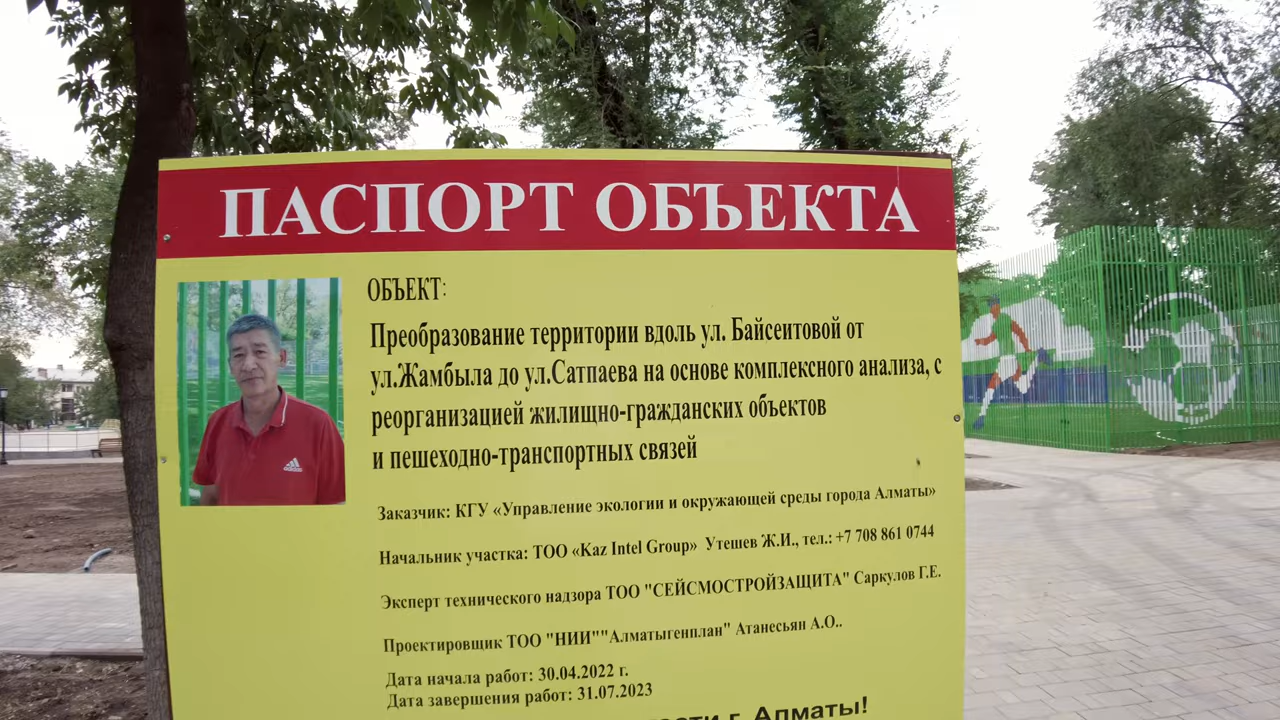 ПАСПОРТ ОБЪЕКТА
ОБЪЕКТ:
Преобразование территории вдоль ул. Байсеитовой от
ул.Жамбыла до ул.Сатпаева на основе комплексного анализа, с
реорганизацией жилищно-гражданских объектов
и пешеходно-транспортных связей
Заказчик: КГУ «Управление экологии и окружающей среды города Алматы»
Начальник участка: ТОО «Kaz Intel Group» Утешев Ж.И., тел.: +7 708 861 0744
Эксперт технического надзора ТОО "СЕЙСМОСТРОЙЗАЩИТА" Саркулов Г.Е.
Проектировщик ТОО "НИИ""Алматыгенплан" Атанесьян А.О..
Дата начала работ: 30.04.2022 г.
Дата завершения работ: 31.07.2023
г. Алматы!
adidas